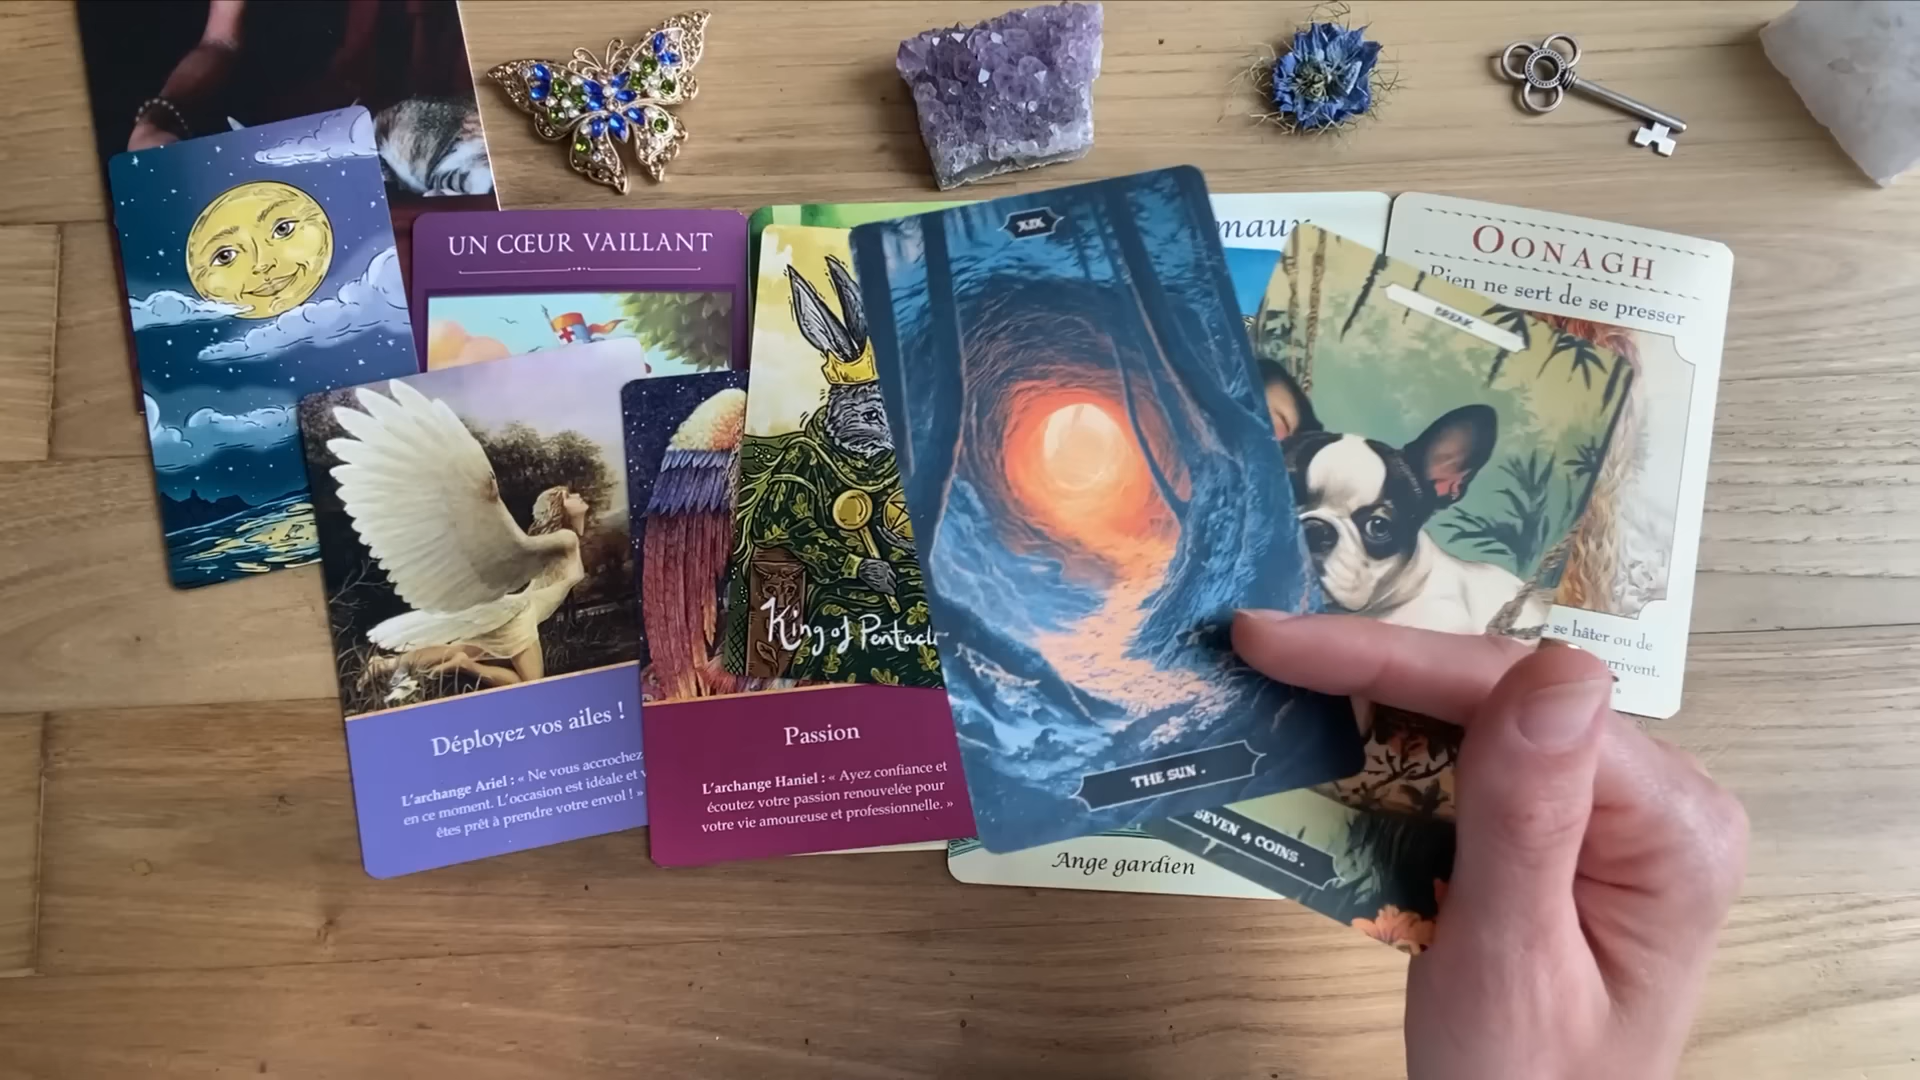 UN CŒUR VAILLANT
maux
OONAGH
Rien ne sert de se presser
BREAK
XIX
King of Pentacl
THE SUN .
Déployez vos ailes !
L'archange Ariel : « Ne vous accrochez
en ce moment. L'occasion est idéale et v
êtes prêt à prendre votre envol ! »
Passion
L'archange Haniel : « Ayez confiance et
écoutez votre passion renouvelée pour
votre vie amoureuse et professionnelle. »
se hâter ou de
arrivent.
SEVEN of COINS .
Ange gardien